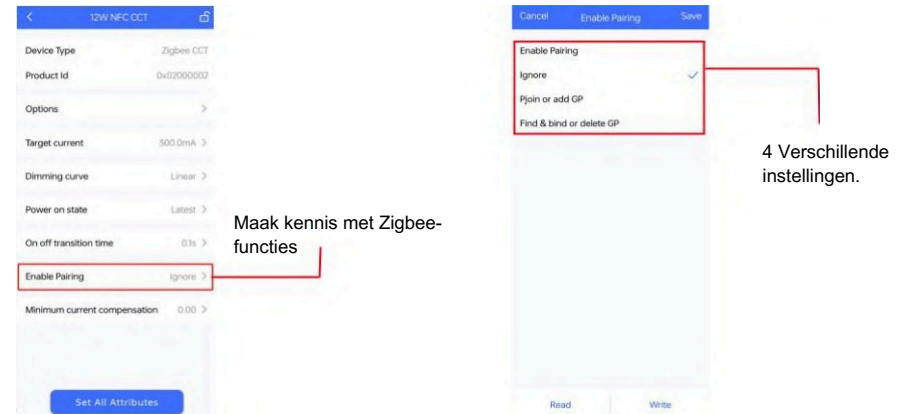 12W NFC CCT
Device Type Zigbee CCT
Product Id 0x02000002
Options
Target current 300.0mA
Dimming curve Linear
Power on state Latest
On off transition time 0.1s
Enable Pairing Ignore
Minimum current compensation 0.00
Set All Attributes
Maak kennis met Zigbee-
functies
Cancel Enable Pairing Save
Enable Pairing
Ignore
Pjoin or add GP
Find & bind or delete GP
Read Write
4 Verschillende
instellingen.